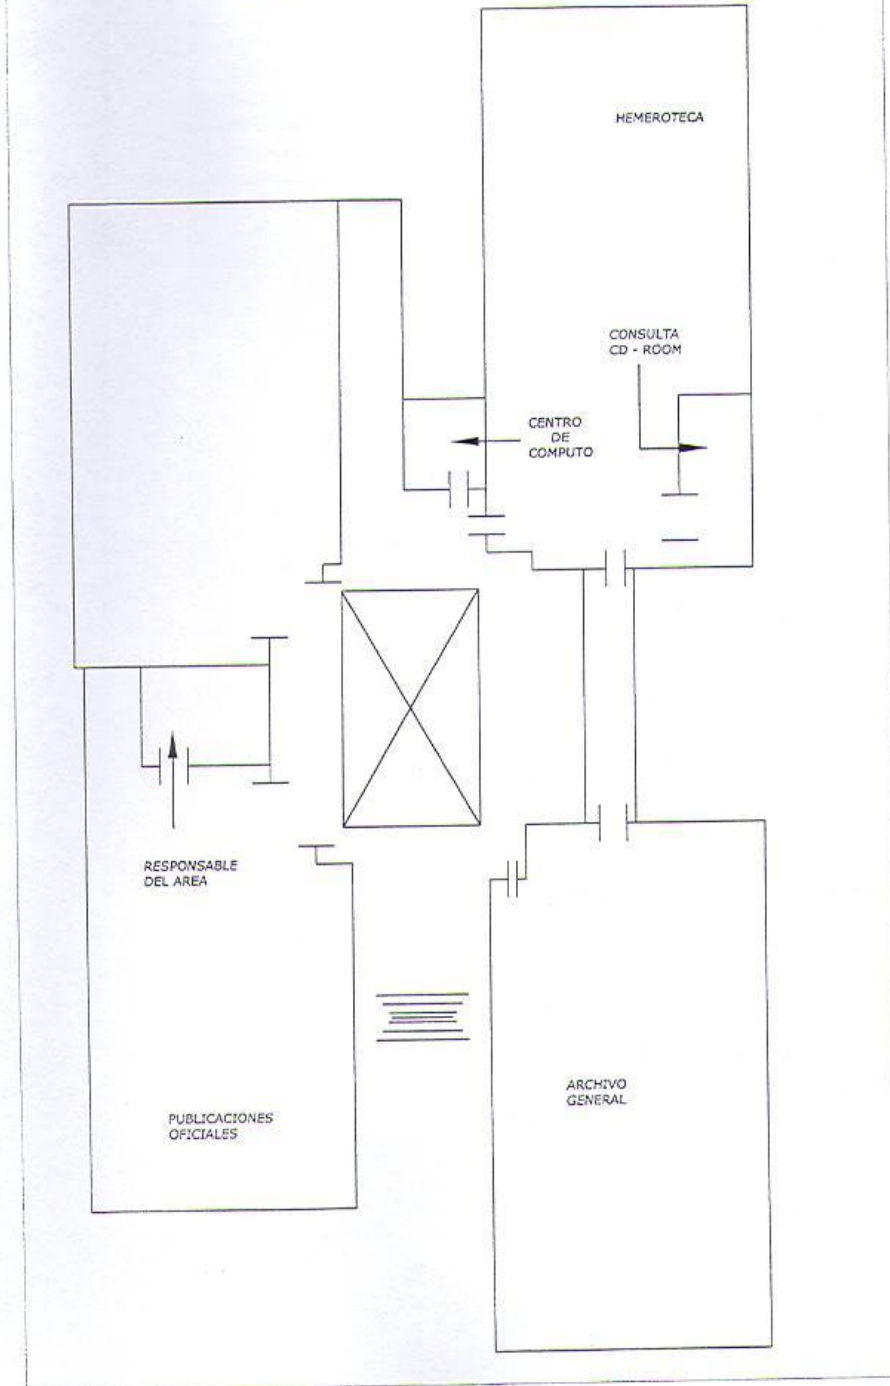 HEMEROTECA
CONSULTA
CD - ROOM
CENTRO
DE
COMPUTO
RESPONSABLE
DEL AREA
PUBLICACIONES
OFICIALES
ARCHIVO
GENERAL